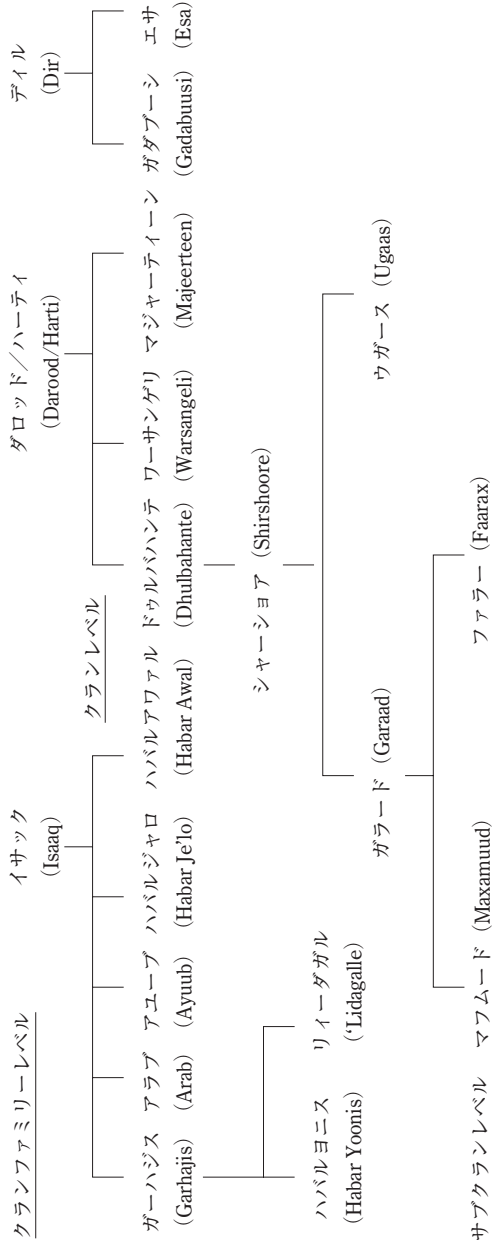 クランファミリーレベル
イサック
(Isaaq)
ダロッド／ハーティ
(Darood/Harti)
ディル
(Dir)
クランレベル
ガーハジス アラブ アユーブ ハバルジャロ ハバルアワァル ドゥルバハンテ ワーサンゲリ マジャーティーン ガダブーシ エサ
(Garhajis) (Arab) (Ayuub) (Habar Je'lo) (Habar Awal) (Dhulbahante) (Warsangeli) (Majeerteen) (Gadabuusi) (Esa)
シャーショア (Shirshoore)
ハバルヨニス リィーダガル
(Habar Yoonis) (‘Lidagalle)
ガラード (Garaad) ウガース (Ugaas)
サブクランレベル マフムード (Maxamuud) ファラー (Faarax)